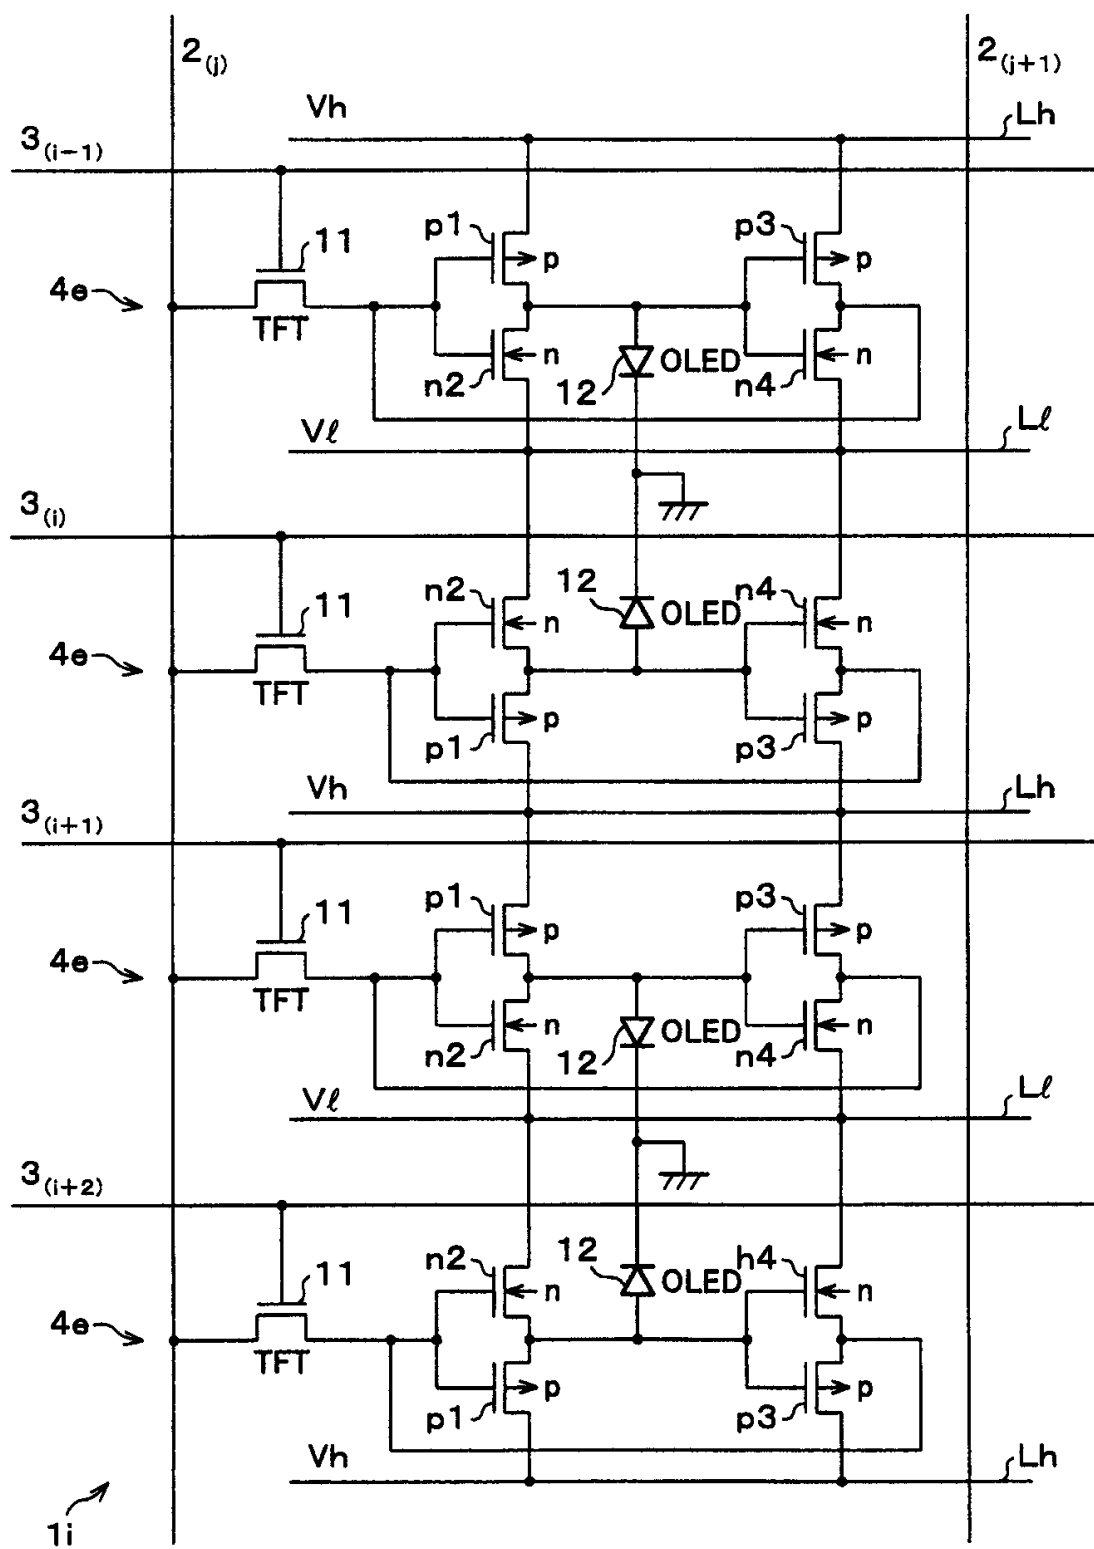 2(j)
2(j+1)
Vh
Lh
3(i-1)
p1
p3
11
p
p
4e
TFT
n
OLED
n
n2
12
n4
Vℓ
Lℓ
3(i)
n2
12
n4
11
n
OLED
n
4e
TFT
p
p
p1
p3
Vh
Lh
3(i+1)
p1
p3
11
p
p
4e
TFT
n
OLED
n
n2
12
n4
Vℓ
Lℓ
3(i+2)
n2
12
h4
11
n
OLED
n
4e
TFT
p
p
p1
p3
Vh
Lh
1i